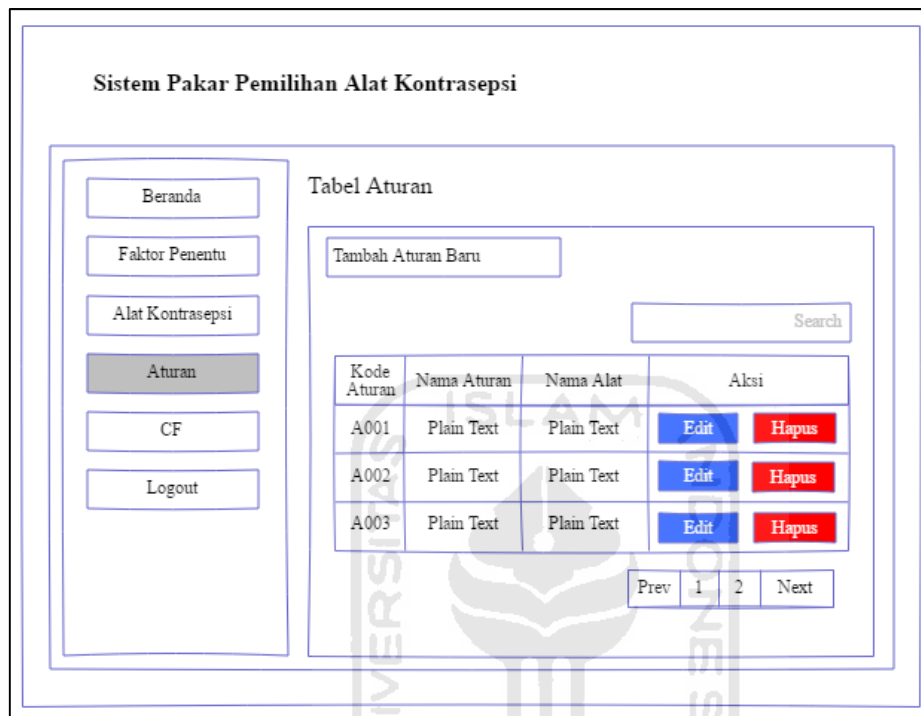 Sistem Pakar Pemilihan Alat Kontrasepsi
Beranda
Faktor Penentu
Alat Kontrasepsi
Aturan
CF
Logout
Tabel Aturan
Tambah Aturan Baru
Search
Kode Aturan Nama Aturan Nama Alat Aksi
A001 Plain Text Plain Text Edit Hapus
A002 Plain Text Plain Text Edit Hapus
A003 Plain Text Plain Text Edit Hapus
Prev 1 2 Next
ISLAM